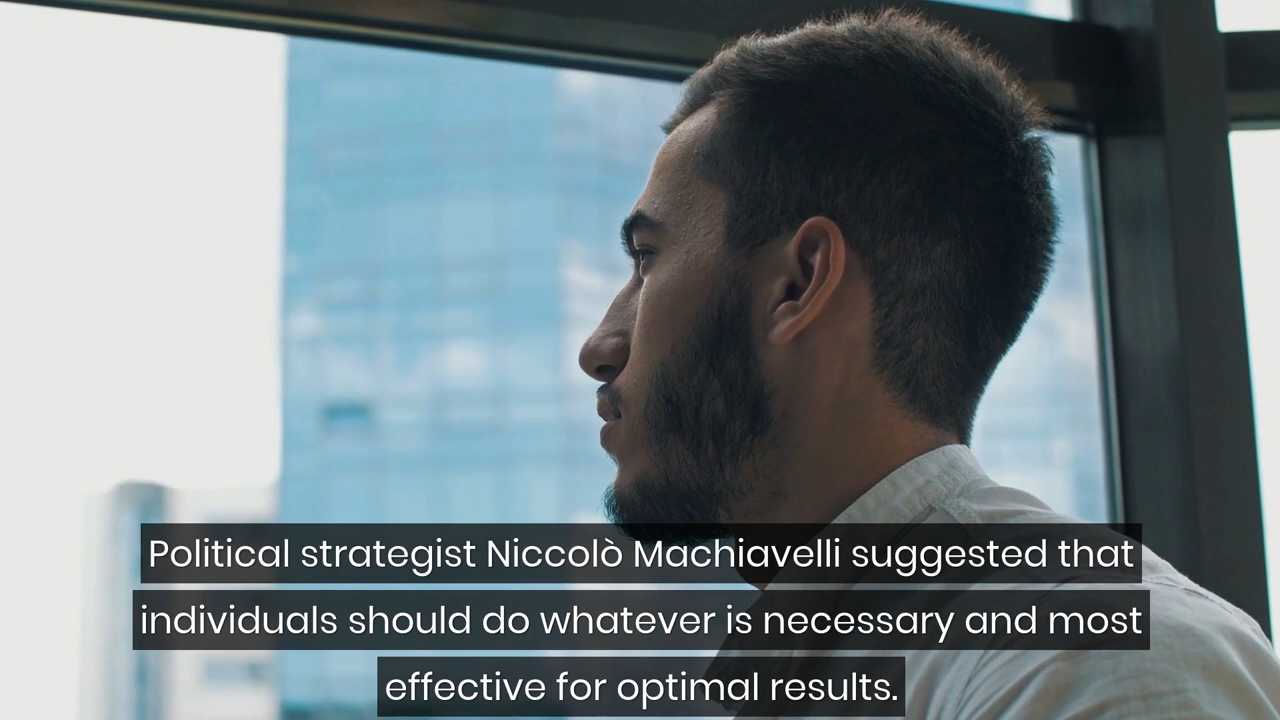 Political strategist Niccolò Machiavelli suggested that
individuals should do whatever is necessary and most
effective for optimal results.